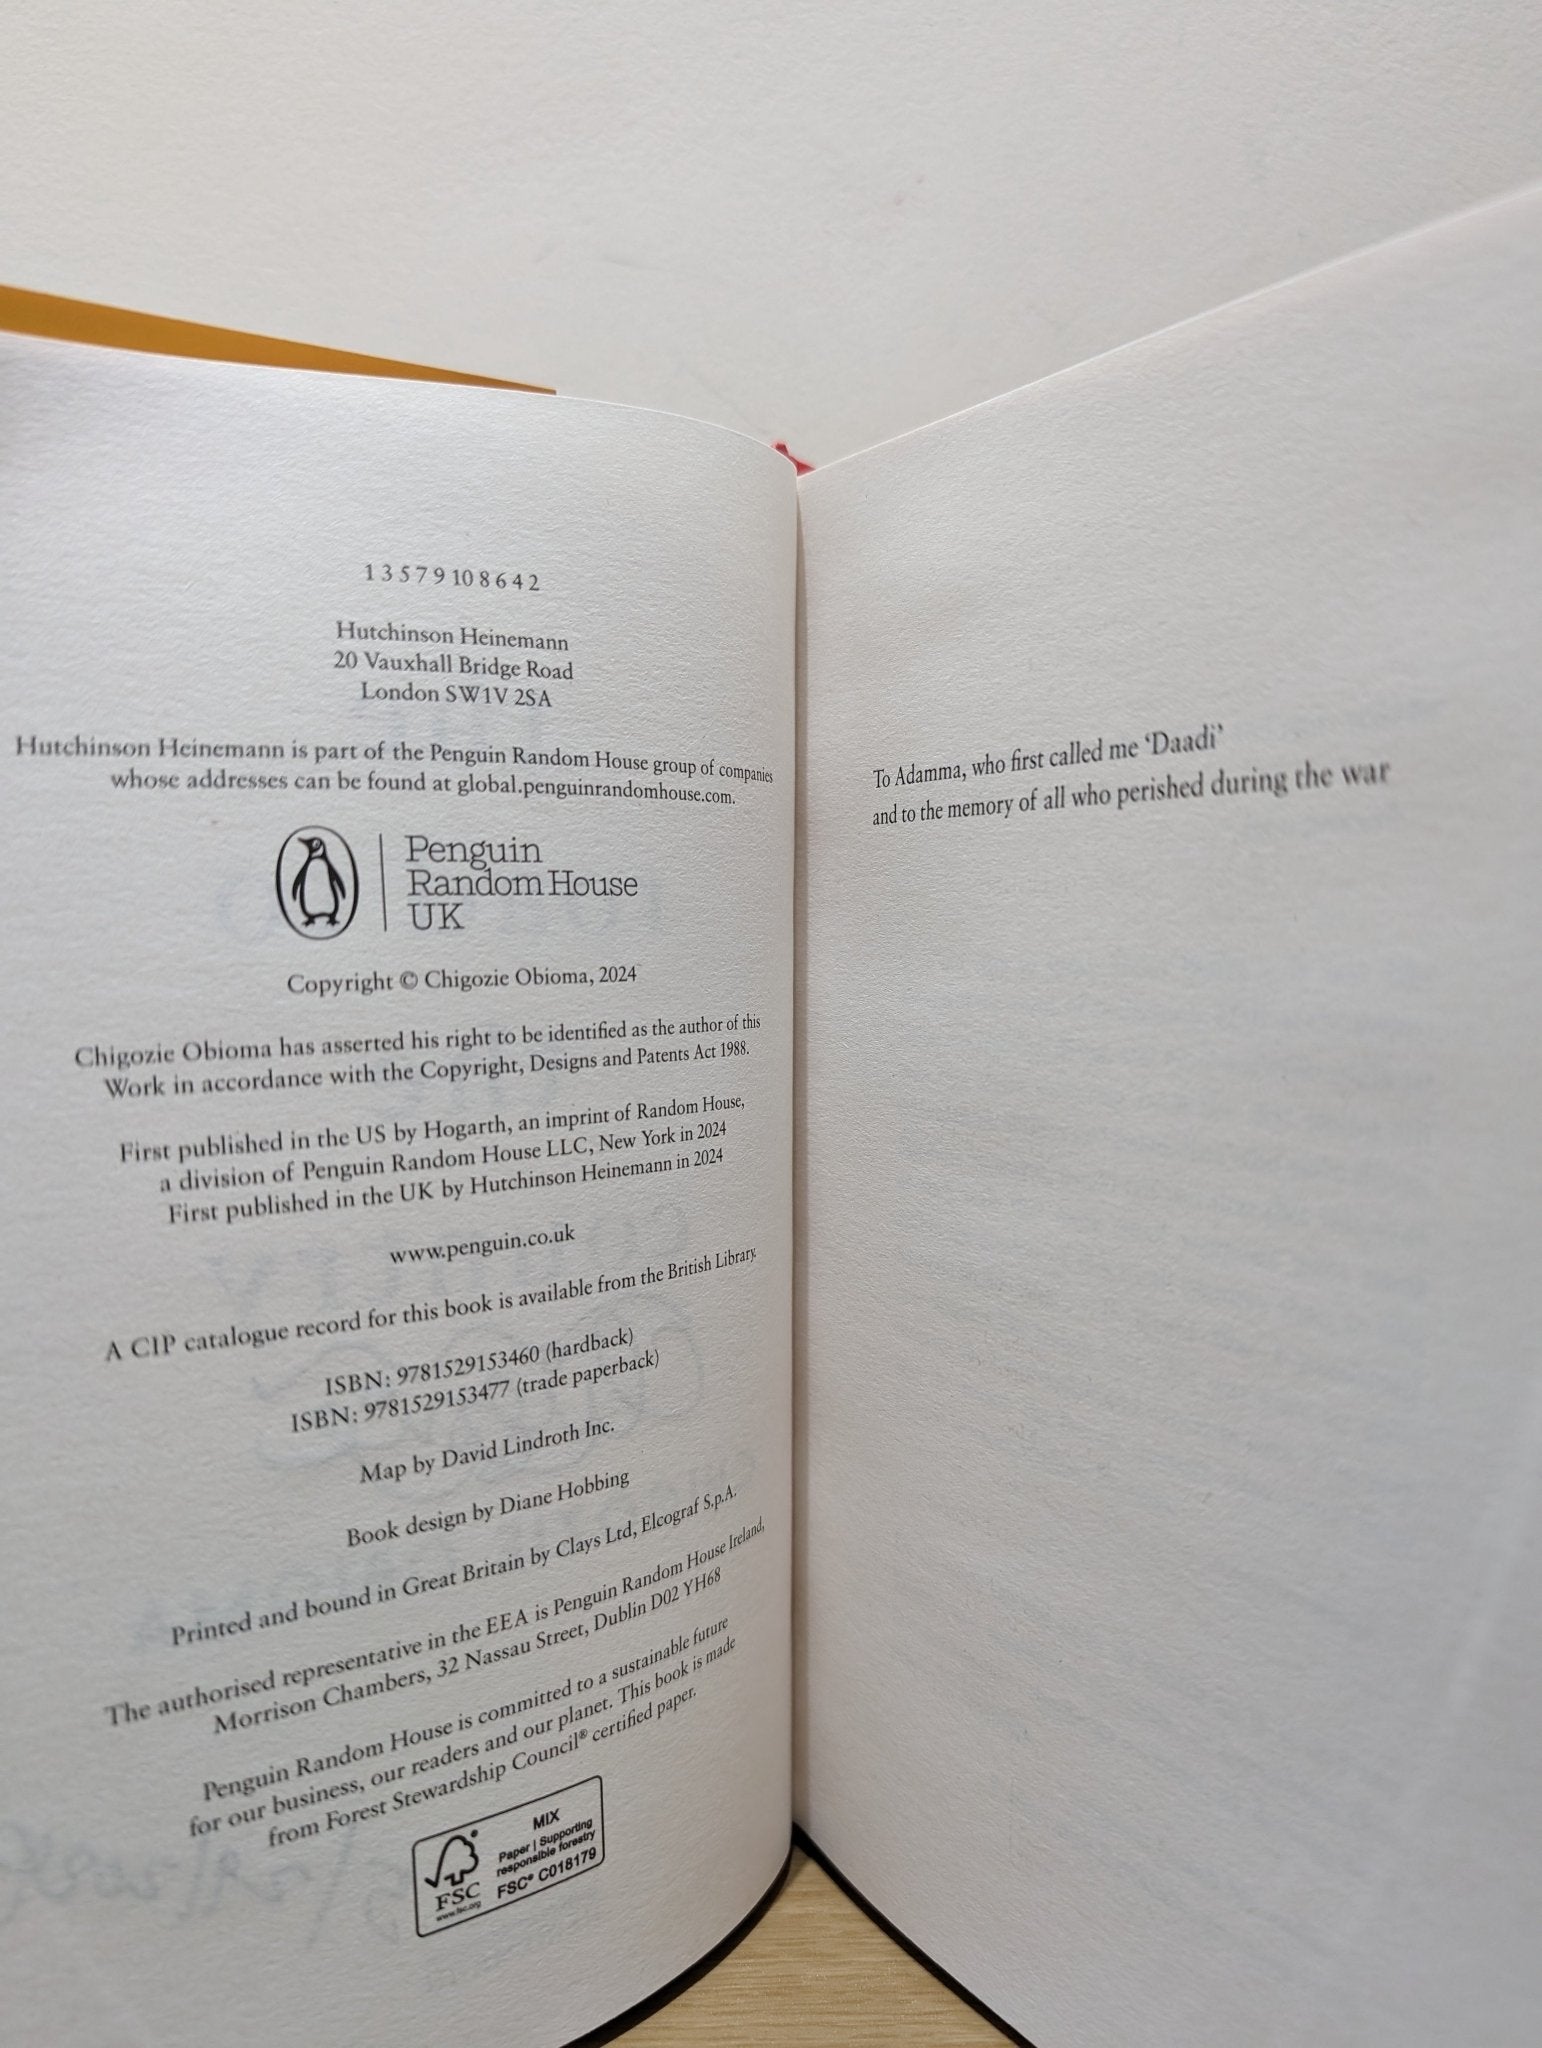 1 3 5 7 9 10 8 6 4 2
Hutchinson Heinemann
20 Vauxhall Bridge Road
London SW1V 2SA
Hutchinson Heinemann is part of the Penguin Random House group of companies
whose addresses can be found at global.penguinrandomhouse.com.
Penguin
Random House
UK
Copyright © Chigozie Obioma, 2024
Chigozie Obioma has asserted his right to be identified as the author of this
Work in accordance with the Copyright, Designs and Patents Act 1988.
First published in the US by Hogarth, an imprint of Random House,
a division of Penguin Random House LLC, New York in 2024
First published in the UK by Hutchinson Heinemann in 2024
www.penguin.co.uk
A CIP catalogue record for this book is available from the British Library.
ISBN: 9781529153460 (hardback)
ISBN: 9781529153477 (trade paperback)
Map by David Lindroth Inc.
Book design by Diane Hobbing
Printed and bound in Great Britain by Clays Ltd, Elcograf S.p.A.
The authorised representative in the EEA is Penguin Random House Ireland,
Morrison Chambers, 32 Nassau Street, Dublin D02 YH68
Penguin Random House is committed to a sustainable future
for our business, our readers and our planet. This book is made
from Forest Stewardship Council® certified paper.
MIX
Paper | Supporting
responsible forestry
FSC® C018179
FSC
www.fsc.org
To Adamma, who first called me ‘Daadi’
and to the memory of all who perished during the war